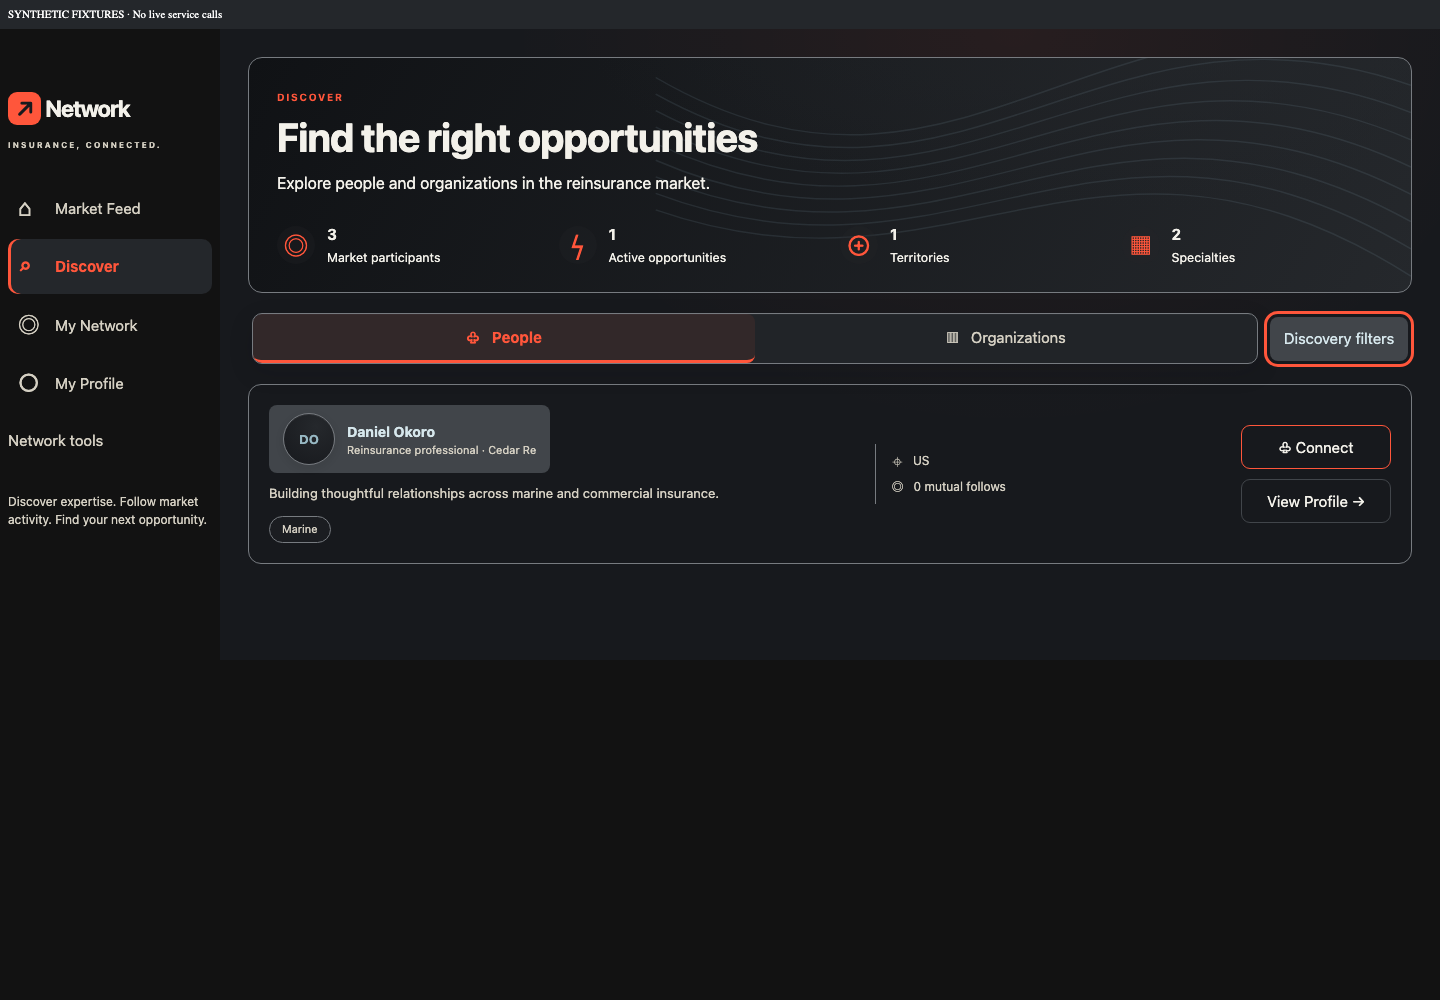 SYNTHETIC FIXTURES · No live service calls
Network
INSURANCE, CONNECTED.
Market Feed
Discover
My Network
My Profile
Network tools
Discover expertise. Follow market
activity. Find your next opportunity.
DISCOVER
Find the right opportunities
Explore people and organizations in the reinsurance market.
3
Market participants
1
Active opportunities
1
Territories
2
Specialties
People
Organizations
Discovery filters
DO
Daniel Okoro
Reinsurance professional · Cedar Re
Building thoughtful relationships across marine and commercial insurance.
Marine
US
0 mutual follows
Connect
View Profile →